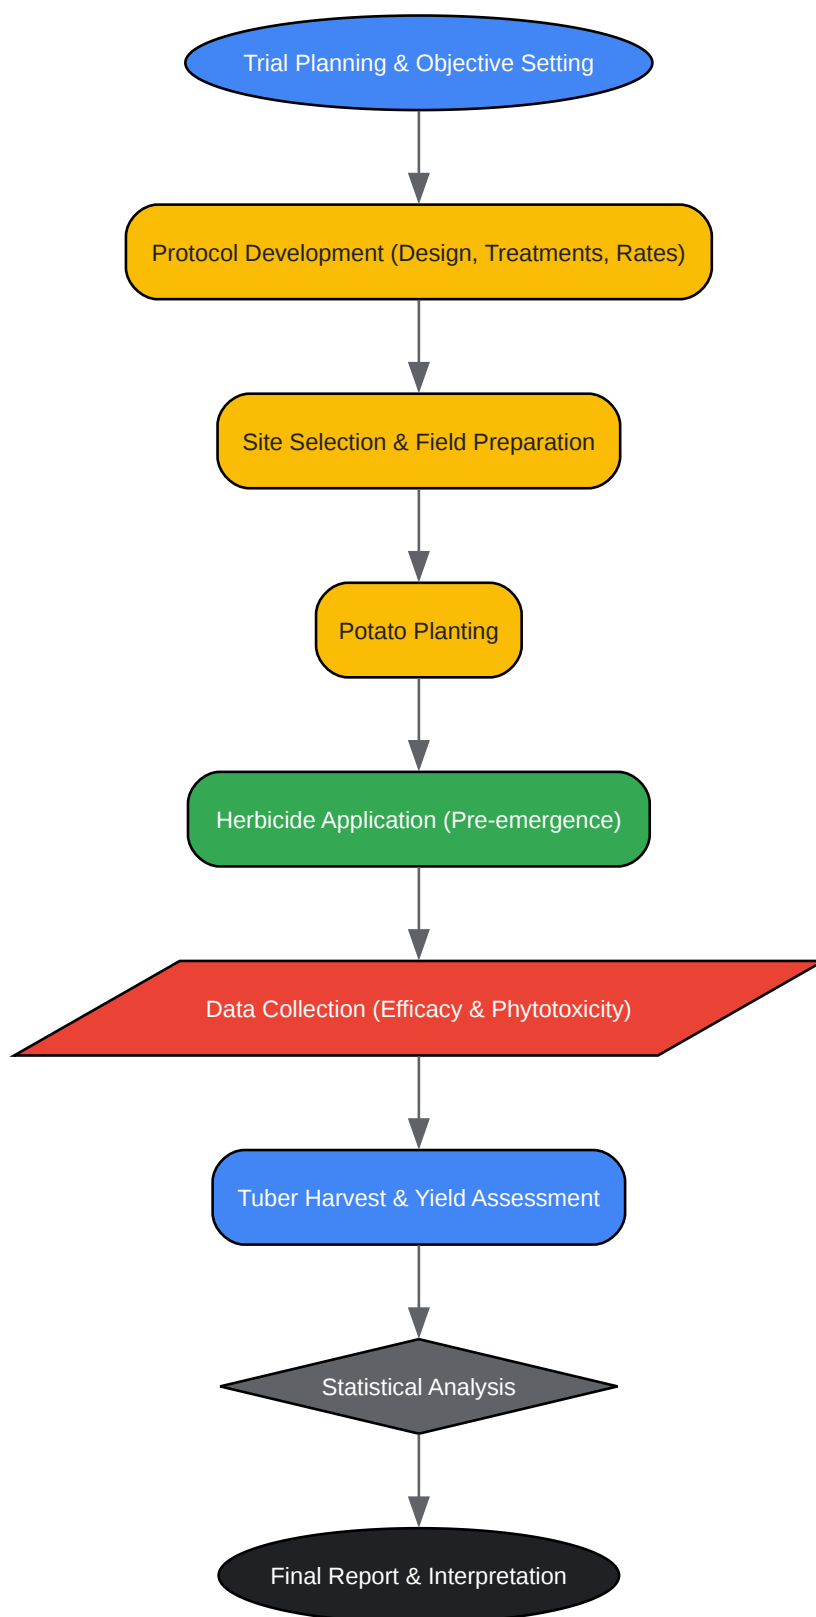 Trial Planning & Objective Setting
Protocol Development (Design, Treatments, Rates)
Site Selection & Field Preparation
Potato Planting
Herbicide Application (Pre-emergence)
Data Collection (Efficacy & Phytotoxicity)
Tuber Harvest & Yield Assessment
Statistical Analysis
Final Report & Interpretation